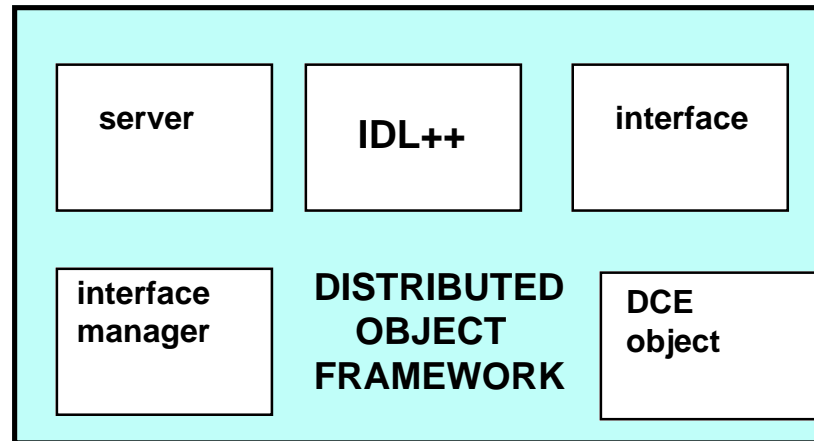 server
IDL++
interface
interface
manager
DISTRIBUTED
OBJECT
FRAMEWORK
DCE
object